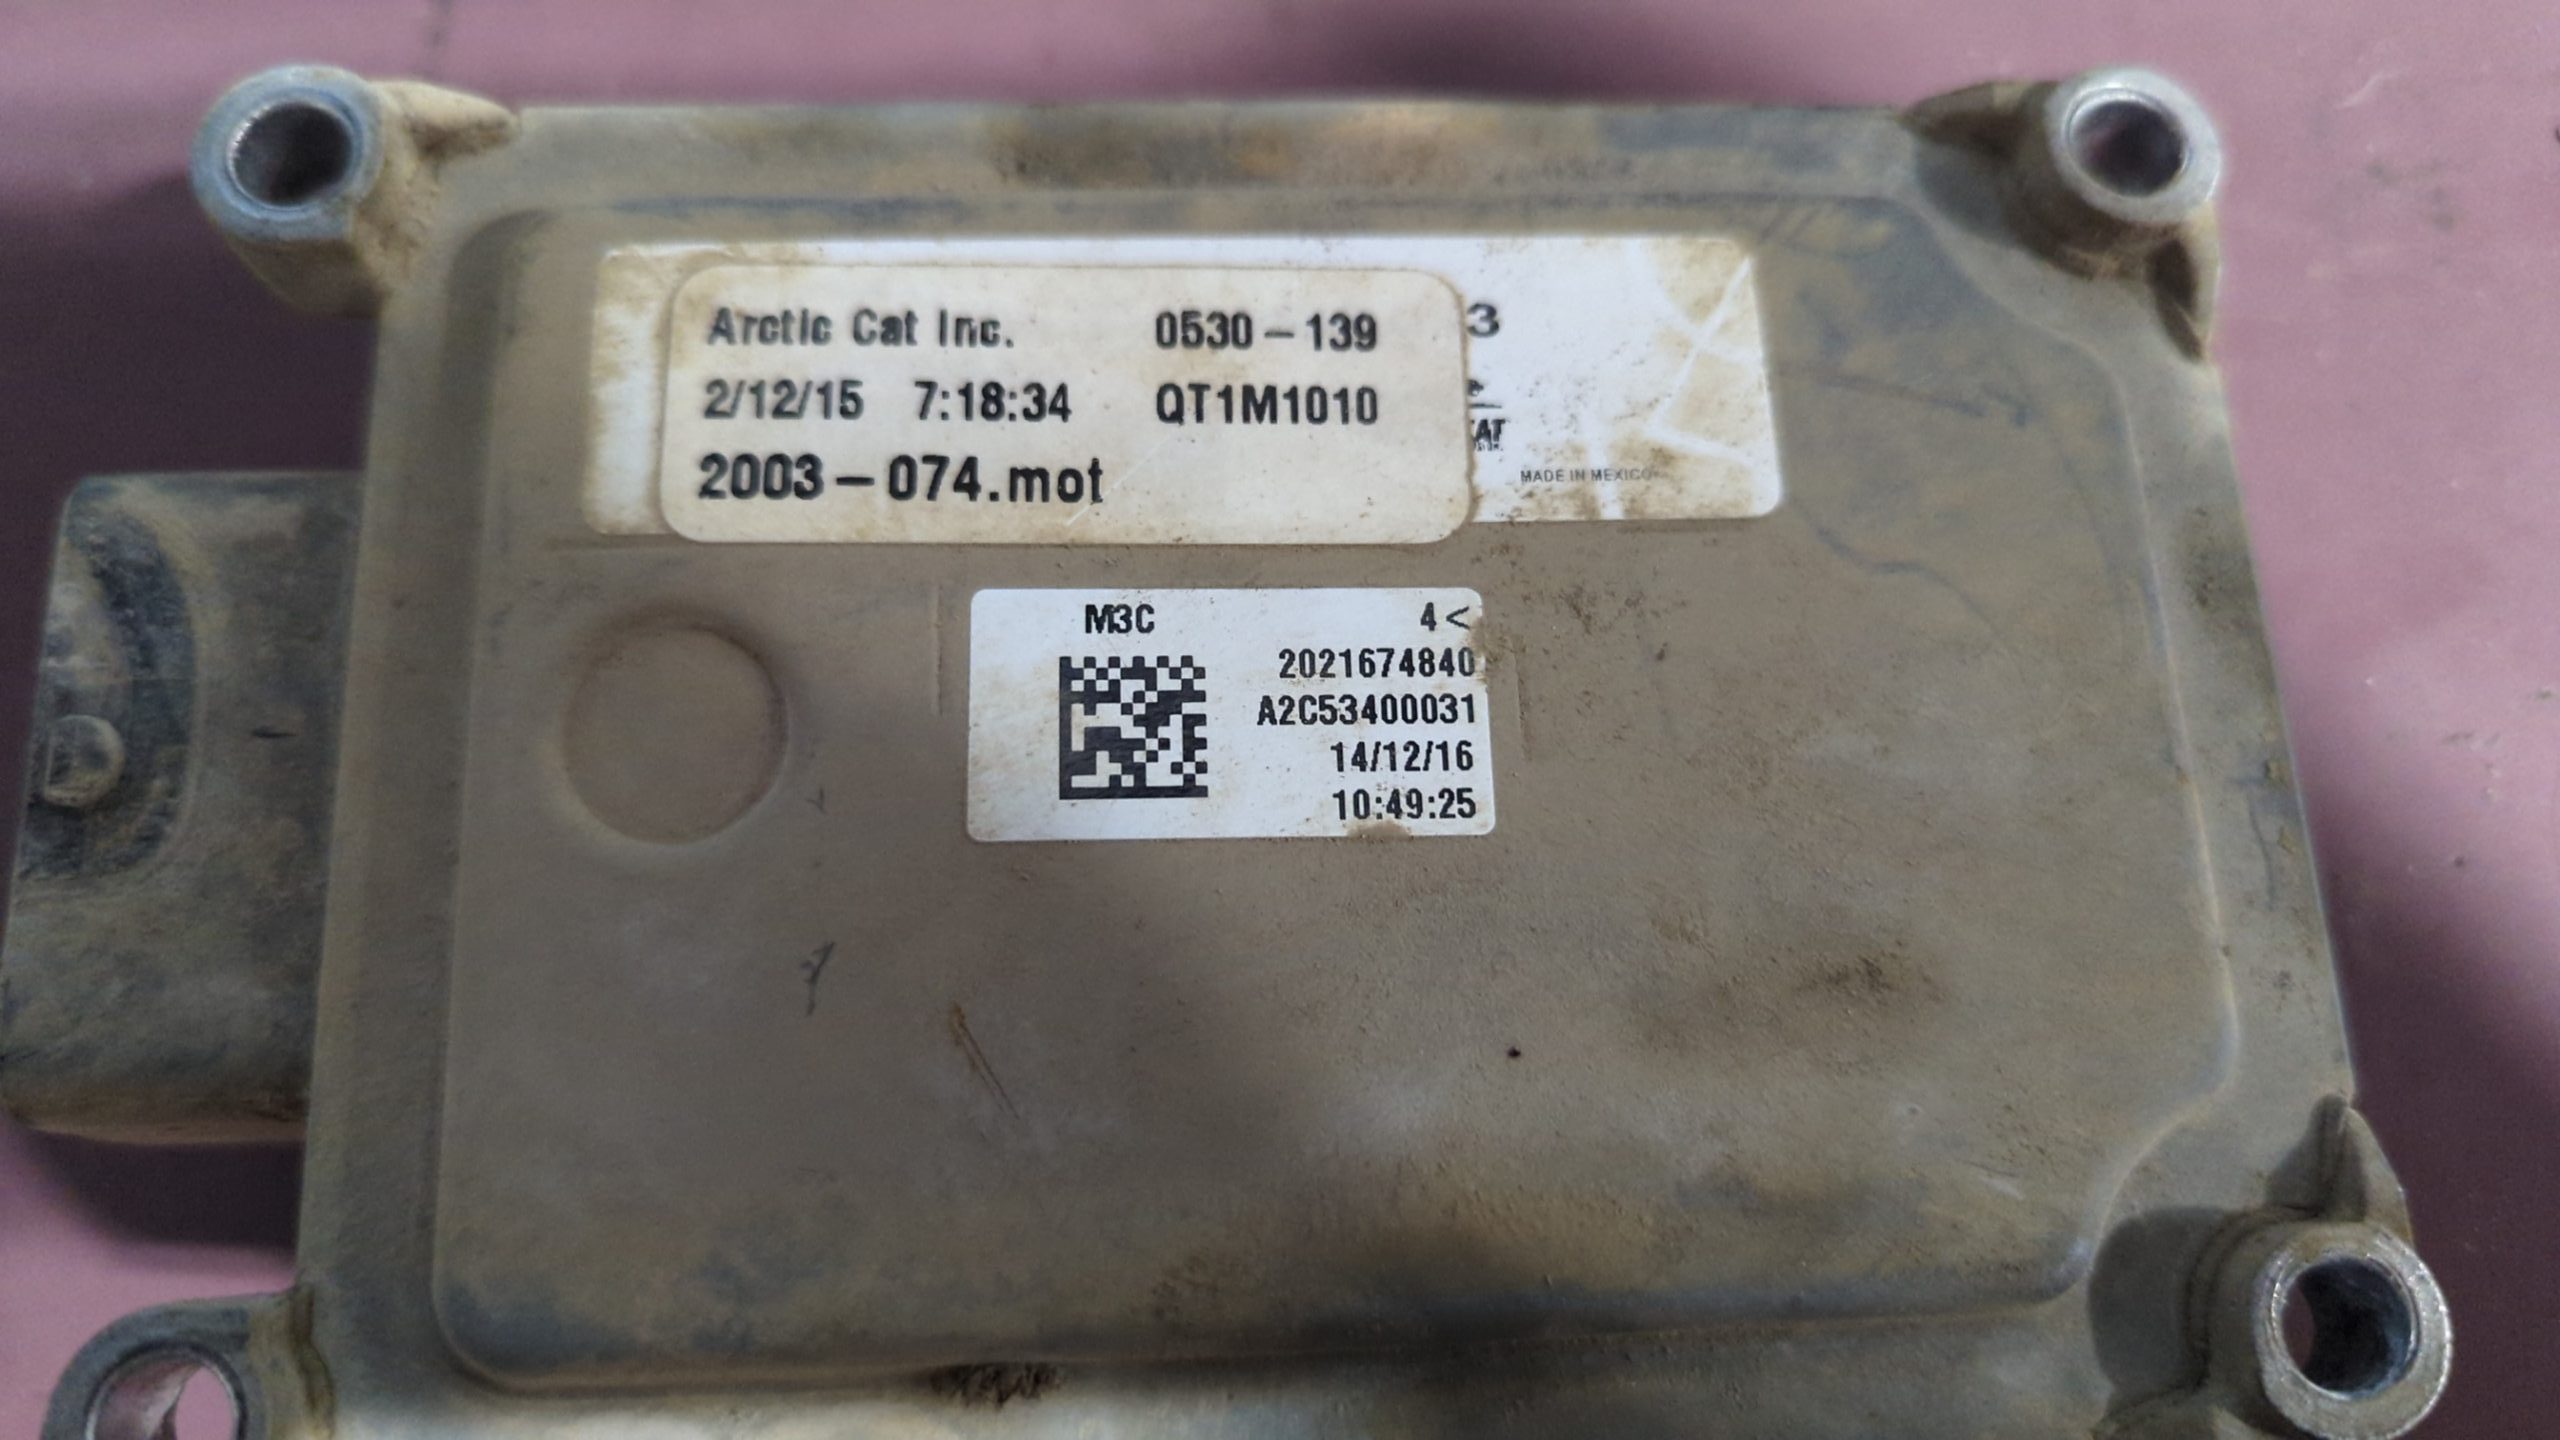 Arctic Cat Inc. 0530-139
2/12/15 7:18:34 QT1M1010
2003-074.mot
3
MADE IN MEXICO
M3C 4<
2021674840
A2C53400031
14/12/16
10:49:25